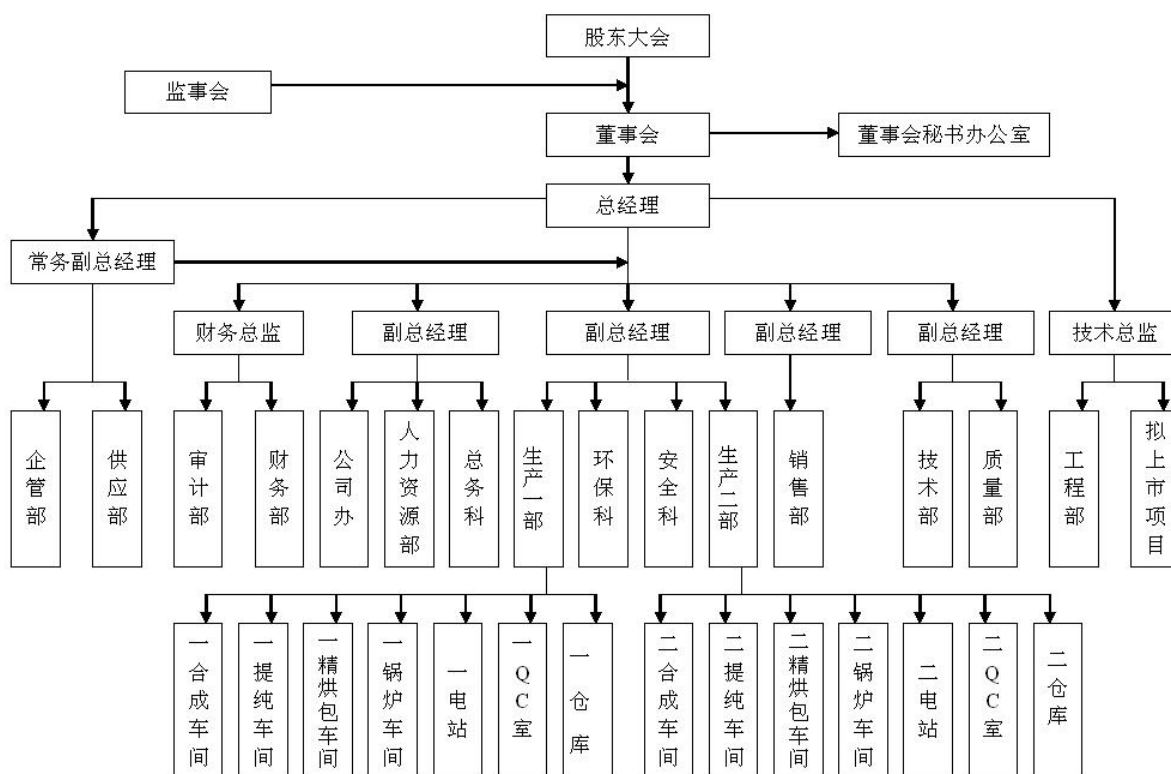 股东大会
监事会
董事会
董事会秘书办公室
总经理
常务副总经理
财务总监
副总经理
副总经理
副总经理
副总经理
技术总监
企管部
供应部
审计部
财务部
公司办
人力资源部
总务科
生产一部
环保科
安全科
生产二部
销售部
技术部
质量部
工程部
拟上市项目
一合成车间
一提纯车间
一精烘包车间
一锅炉车间
一电站
一QC室
一仓库
二合成车间
二提纯车间
二精烘包车间
二锅炉车间
二电站
二QC室
二仓库